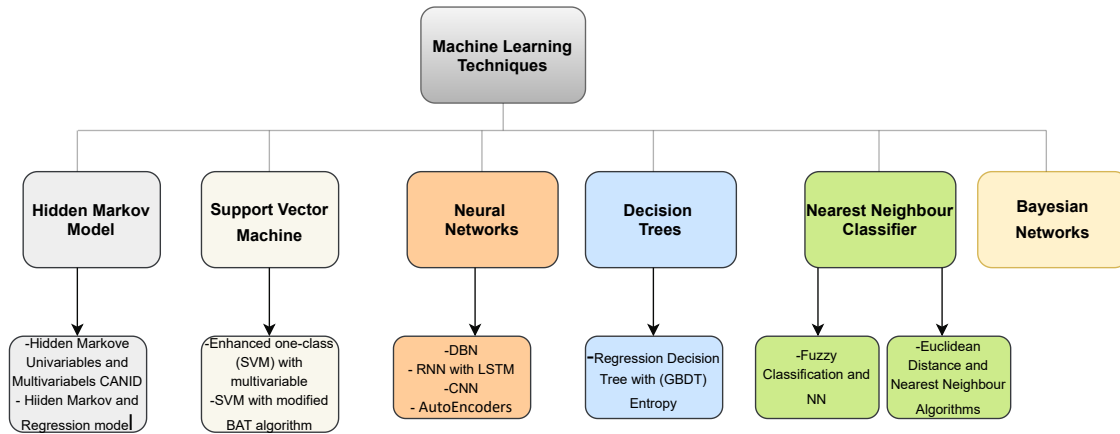 Machine Learning
Techniques
Hidden Markov
Model
Support Vector
Machine
Neural
Networks
Decision
Trees
Nearest Neighbour
Classifier
Bayesian
Networks
-Hidden Markove
Univariables and
Multivariabels CANID
- Hiiden Markov and
Regression model
-Enhanced one-class
(SVM) with
multivariable
-SVM with modified
BAT algorithm
-DBN
- RNN with LSTM
-CNN
- AutoEncoders
-Regression Decision
Tree with (GBDT)
Entropy
-Fuzzy
Classification and
NN
-Euclidean
Distance and
Nearest Neighbour
Algorithms